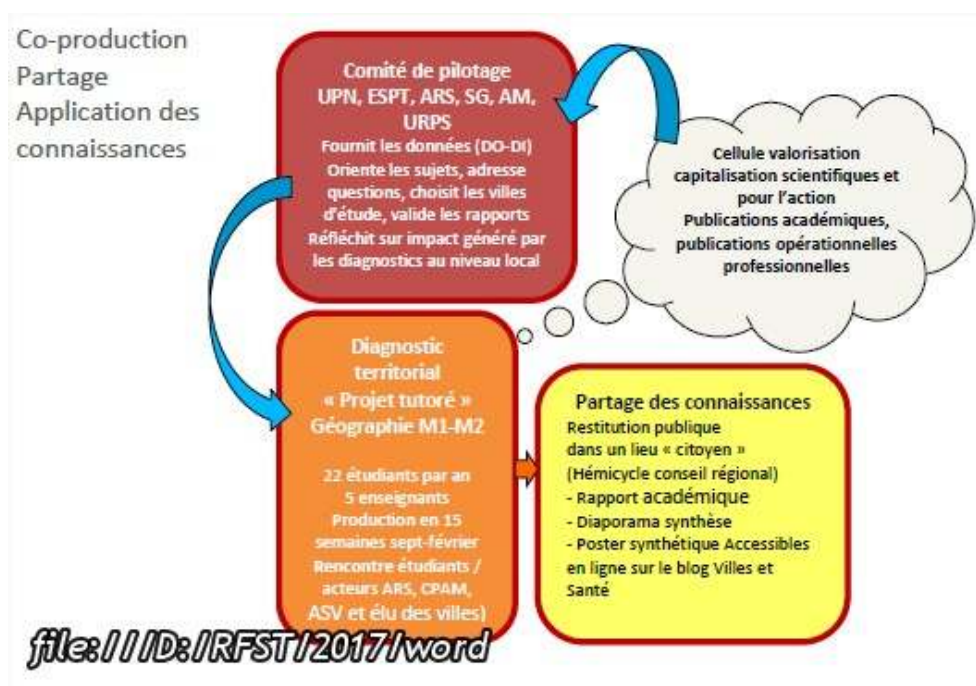 Co-production
Partage
Application des
connaissances
Comité de pilotage
UPN, ESPT, ARS, SG, AM,
URPS
Fournit les données (DO-DI)
Oriente les sujets, adresse
questions, choisit les villes
d'étude, valide les rapports
Réfléchit sur impact généré par
les diagnostics au niveau local
Cellule valorisation
capitalisation scientifiques et
pour l'action
Publications académiques,
publications opérationnelles
professionnelles
Diagnostic
territorial
« Projet tutoré »
Géographie M1-M2
22 étudiants par an
5 enseignants
Production en 15
semaines sept-février
Rencontre étudiants /
acteurs ARS, CPAM,
ASV et élu des villes)
Partage des connaissances
Restitution publique
dans un lieu « citoyen »
(Hémicycle conseil régional)
- Rapport académique
- Diaporama synthèse
- Poster synthétique Accessibles
en ligne sur le blog Villes et
Santé
file:///D:/RFST/2017/word